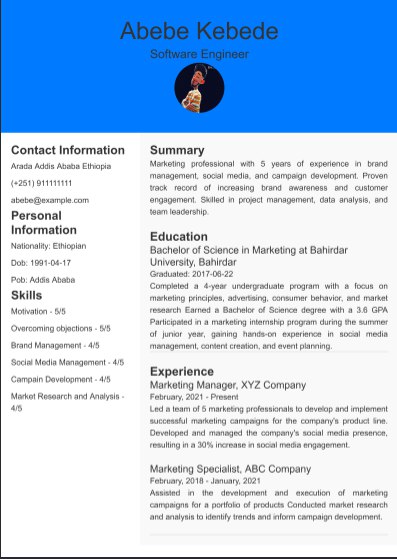 Abebe Kebede
Software Engineer
Contact Information
Arada Addis Ababa Ethiopia
(+251) 911111111
abebe@example.com
Personal
Information
Nationality: Ethiopian
Dob: 1991-04-17
Pob: Addis Ababa
Skills
Motivation - 5/5
Overcoming objections - 5/5
Brand Management - 4/5
Social Media Management - 4/5
Campain Development - 4/5
Market Research and Analysis -
4/5
Summary
Marketing professional with 5 years of experience in brand
management, social media, and campaign development. Proven
track record of increasing brand awareness and customer
engagement. Skilled in project management, data analysis, and
team leadership.
Education
Bachelor of Science in Marketing at Bahirdar
University, Bahirdar
Graduated: 2017-06-22
Completed a 4-year undergraduate program with a focus on
marketing principles, advertising, consumer behavior, and market
research Earned a Bachelor of Science degree with a 3.6 GPA
Participated in a marketing internship program during the summer
of junior year, gaining hands-on experience in social media
management, content creation, and event planning.
Experience
Marketing Manager, XYZ Company
February, 2021 - Present
Led a team of 5 marketing professionals to develop and implement
successful marketing campaigns for the company's product line.
Developed and managed the company's social media presence,
resulting in a 30% increase in social media engagement.
Marketing Specialist, ABC Company
February, 2018 - January, 2021
Assisted in the development and execution of marketing
campaigns for a portfolio of products Conducted market research
and analysis to identify trends and inform campaign development.